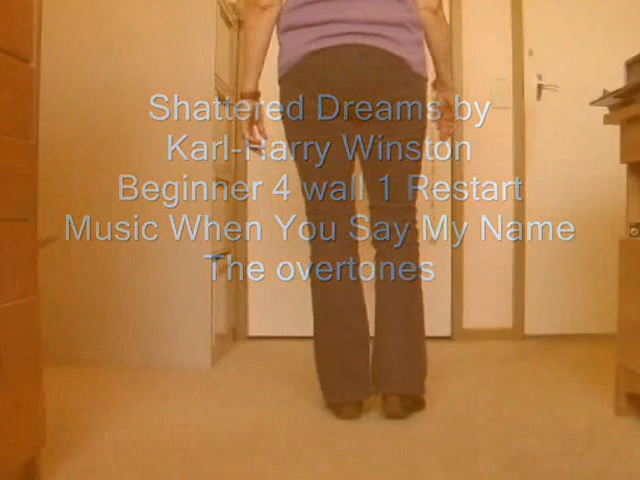 Shattered Dreams by
Karl-Harry Winston
Beginner 4 wall 1 Restart
Music When You Say My Name
The overtones